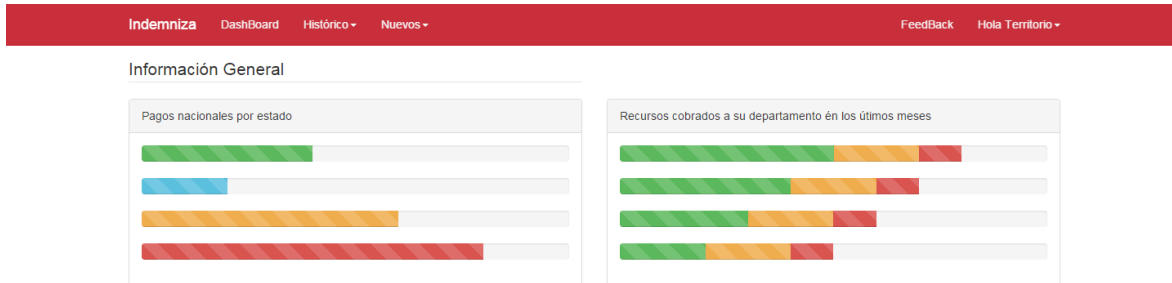 Indemniza DashBoard Histórico Nuevos FeedBack Hola Territorio
Información General
Pagos nacionales por estado
Recursos cobrados a su departamento én los útimos meses